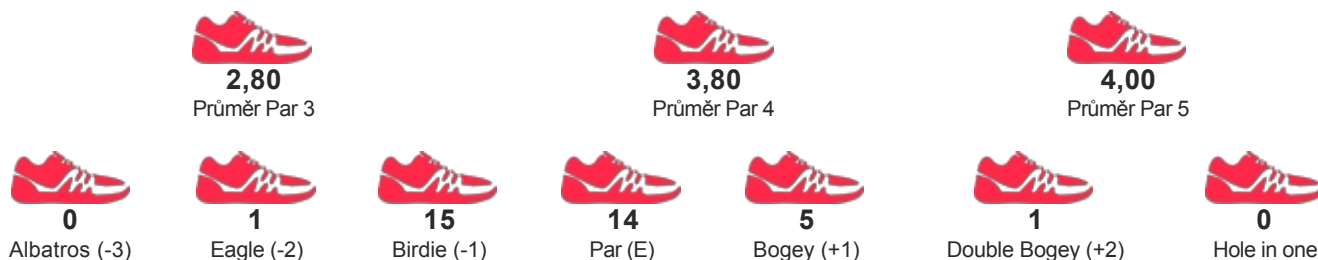 2,80 3,80 4,00
Průměr Par 3 Průměr Par 4 Průměr Par 5
0 1 15 14 5 1 0
Albatros (-3) Eagle (-2) Birdie (-1) Par (E) Bogey (+1) Double Bogey (+2) Hole in one